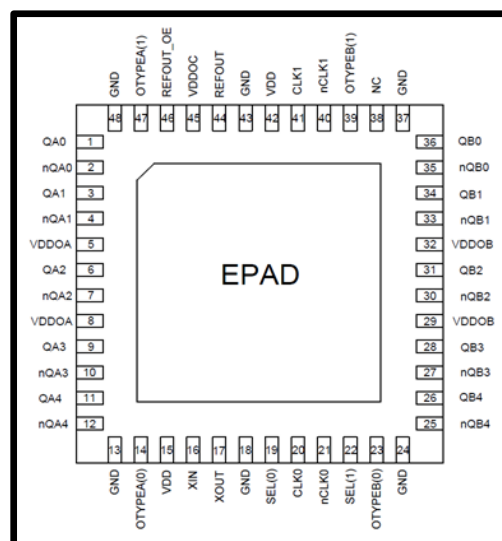 GND OTYPEA(1) REFOUT_OE VDDOC REFOUT GND VDD CLK1 nCLK1 OTYPEB(1) NC GND
48 47 46 45 44 43 42 41 40 39 38 37
QA0 1 36 QB0
nQA0 2 35 nQB0
QA1 3 34 QB1
nQA1 4 33 nQB1
VDDOA 5 32 VDDOB
QA2 6 31 QB2
nQA2 7 30 nQB2
VDDOA 8 29 VDDOB
QA3 9 28 QB3
nQA3 10 27 nQB3
QA4 11 26 QB4
nQA4 12 25 nQB4
EPAD
13 14 15 16 17 18 19 20 21 22 23 24
GND OTYPEA(0) VDD XIN XOUT GND SEL(0) CLK0 nCLK0 SEL(1) OTYPEB(0) GND